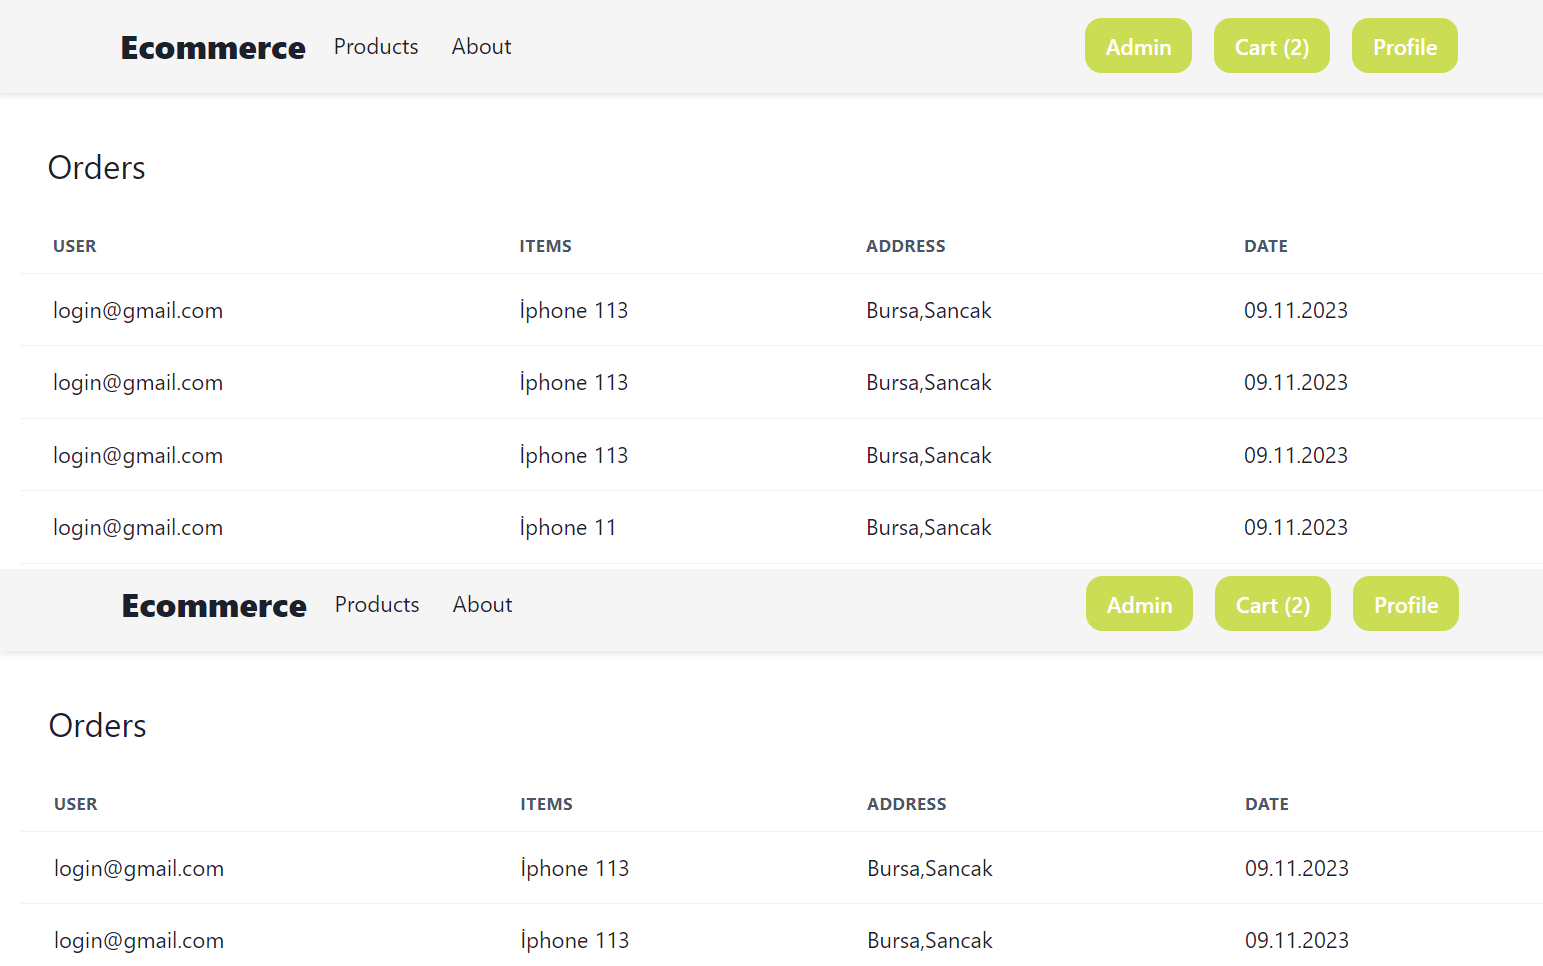 Ecommerce Products About Admin Cart (2) Profile
Orders
USER ITEMS ADDRESS DATE
login@gmail.com İphone 113 Bursa,Sancak 09.11.2023
login@gmail.com İphone 113 Bursa,Sancak 09.11.2023
login@gmail.com İphone 113 Bursa,Sancak 09.11.2023
login@gmail.com İphone 11 Bursa,Sancak 09.11.2023
Ecommerce Products About Admin Cart (2) Profile
Orders
USER ITEMS ADDRESS DATE
login@gmail.com İphone 113 Bursa,Sancak 09.11.2023
login@gmail.com İphone 113 Bursa,Sancak 09.11.2023